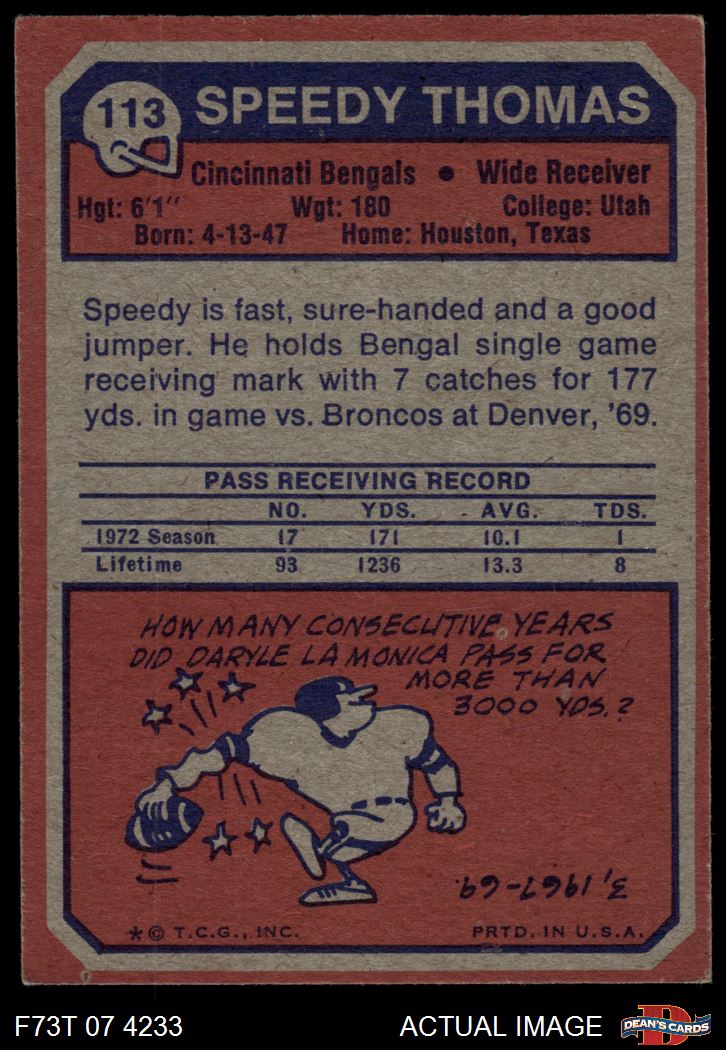 113
SPEEDY THOMAS
Cincinnati Bengals • Wide Receiver
Hgt: 6'1" Wgt: 180 College: Utah
Born: 4-13-47 Home: Houston, Texas
Speedy is fast, sure-handed and a good
jumper. He holds Bengal single game
receiving mark with 7 catches for 177
yds. in game vs. Broncos at Denver, '69.
PASS RECEIVING RECORD
NO. YDS. AVG. TDS.
1972 Season 17 171 10.1 1
Lifetime 93 1236 13.3 8
HOW MANY CONSECUTIVE YEARS
DID DARYLE LA MONICA PASS FOR
MORE THAN
3000 YDS.?
3, 1967-69.
* © T.C.G., INC. PRTD. IN U.S.A.
F73T 07 4233 ACTUAL IMAGE
D
DEAN'S CARDS